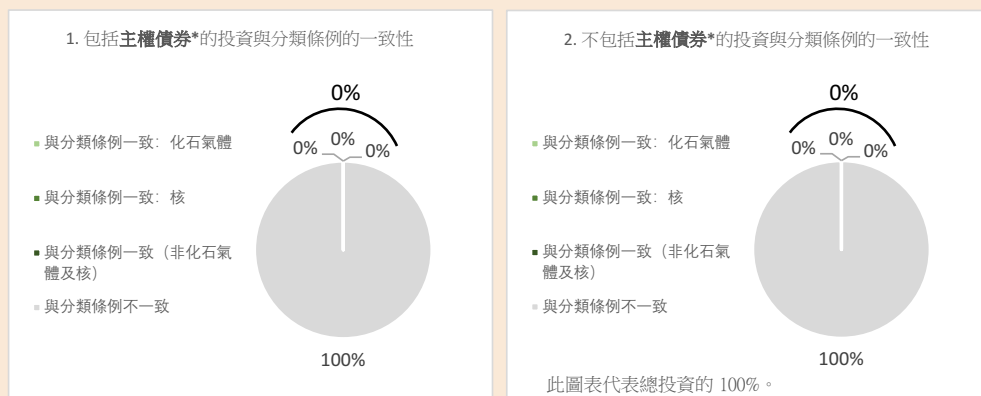 1. 包括主權債券*的投資與分類條例的一致性
0%
0%
0%
0%
與分類條例一致：化石氣體
與分類條例一致：核
與分類條例一致（非化石氣
體及核）
與分類條例不一致
100%
2. 不包括主權債券*的投資與分類條例的一致性
0%
0%
0%
0%
與分類條例一致：化石氣體
與分類條例一致：核
與分類條例一致（非化石氣
體及核）
與分類條例不一致
100%
此圖表代表總投資的 100%。